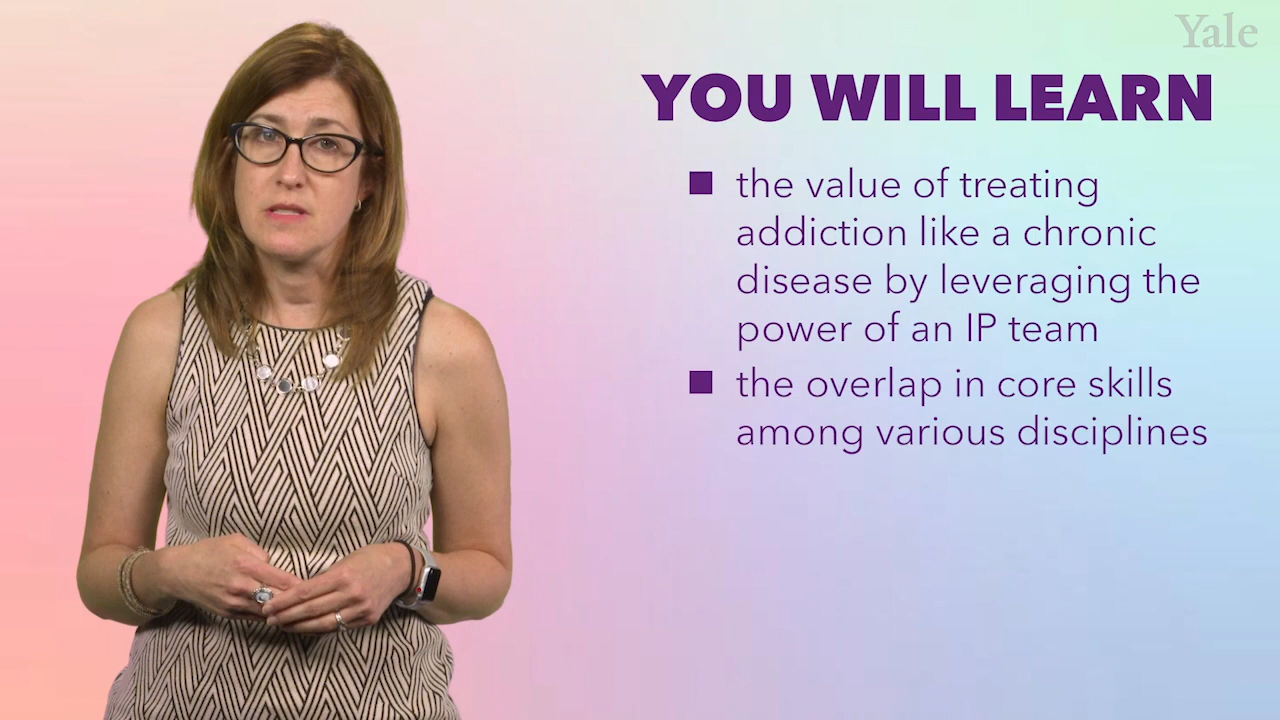 Yale
YOU WILL LEARN
■ the value of treating
addiction like a chronic
disease by leveraging the
power of an IP team
■ the overlap in core skills
among various disciplines